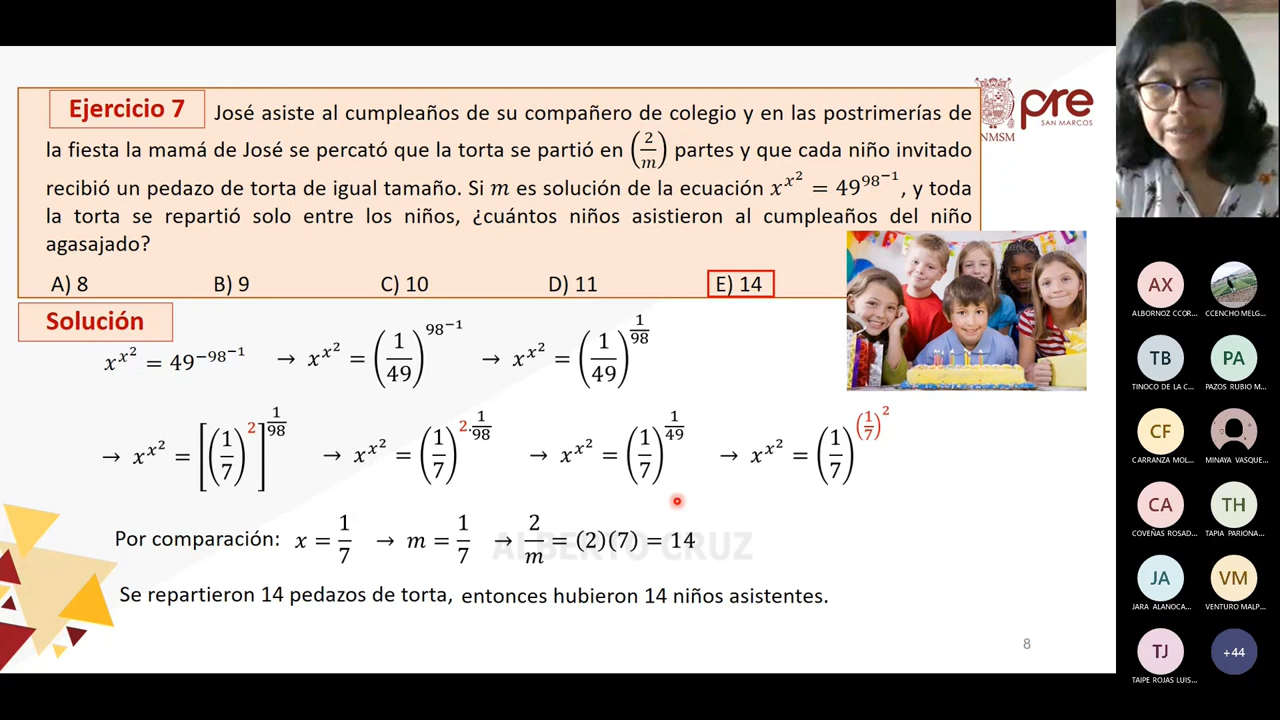 Ejercicio 7 José asiste al cumpleaños de su compañero de colegio y en las postrimerías de
la fiesta la mamá de José se percató que la torta se partió en (2/m) partes y que cada niño invitado
recibió un pedazo de torta de igual tamaño. Si m es solución de la ecuación x^{x^2} = 49^{98^{-1}}, y toda
la torta se repartió solo entre los niños, ¿cuántos niños asistieron al cumpleaños del niño
agasajado?
A) 8 B) 9 C) 10 D) 11 E) 14
NMSM
pre
SAN MARCOS
Solución
x^{x^2} = 49^{-98^{-1}} → x^{x^2} = (1/49)^{98^{-1}} → x^{x^2} = (1/49)^{1/98}
→ x^{x^2} = [(1/7)^2]^{1/98} → x^{x^2} = (1/7)^{2·1/98} → x^{x^2} = (1/7)^{1/49} → x^{x^2} = (1/7)^{(1/7)^2}
Por comparación: x = 1/7 → m = 1/7 → 2/m = (2)(7) = 14
ALBERTO CRUZ
Se repartieron 14 pedazos de torta, entonces hubieron 14 niños asistentes.
8
AX
ALBORNOZ CCOR...
CCENCHO MELG...
TB
TINOCO DE LA C...
PA
PAZOS RUBIO M...
CF
CARRANZA MOL...
MINAYA VASQUE...
CA
COVEÑAS ROSAD...
TH
TAPIA PARIONA...
JA
JARA ALANOCA...
VM
VENTURO MALP...
TJ
TAIPE ROJAS LUIS...
+44